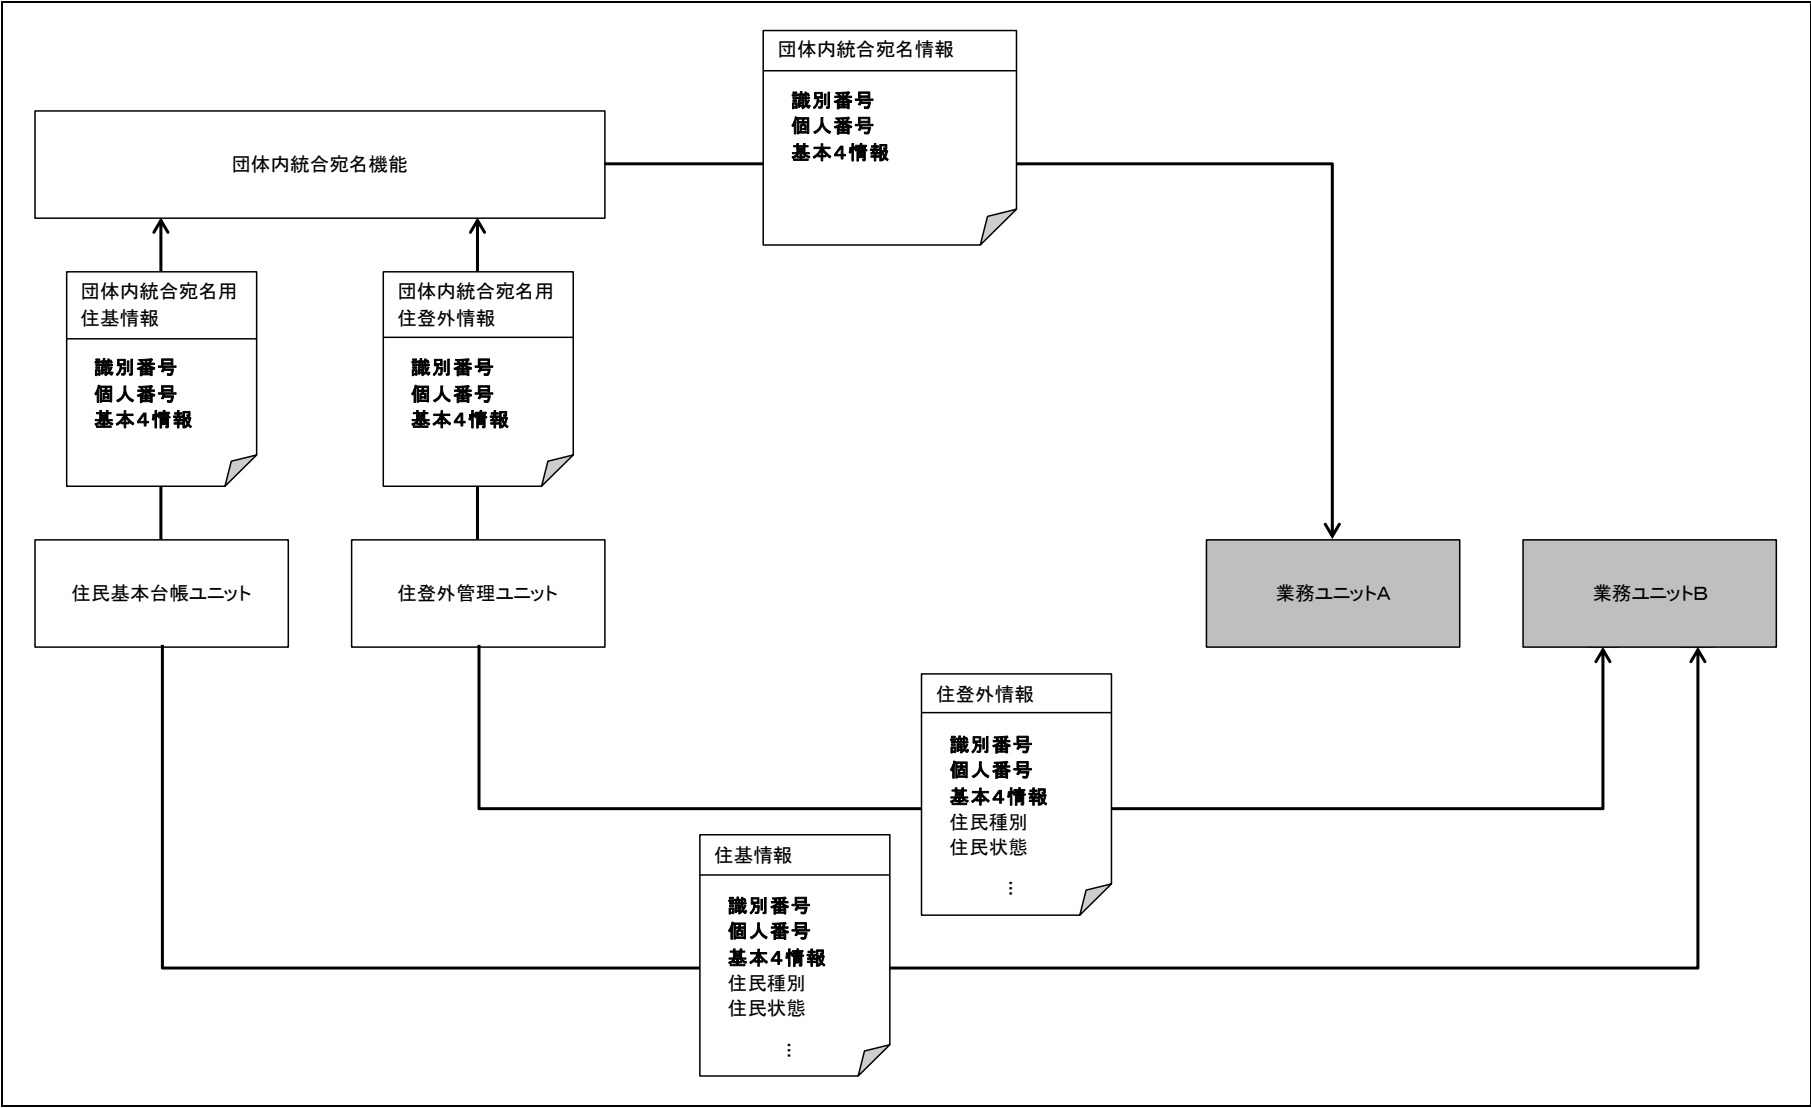 団体内統合宛名情報
識別番号
個人番号
基本4情報
団体内統合宛名機能
団体内統合宛名用
住基情報
識別番号
個人番号
基本4情報
団体内統合宛名用
住登外情報
識別番号
個人番号
基本4情報
住民基本台帳ユニット
住登外管理ユニット
業務ユニットA
業務ユニットB
住登外情報
識別番号
個人番号
基本4情報
住民種別
住民状態
…
住基情報
識別番号
個人番号
基本4情報
住民種別
住民状態
…